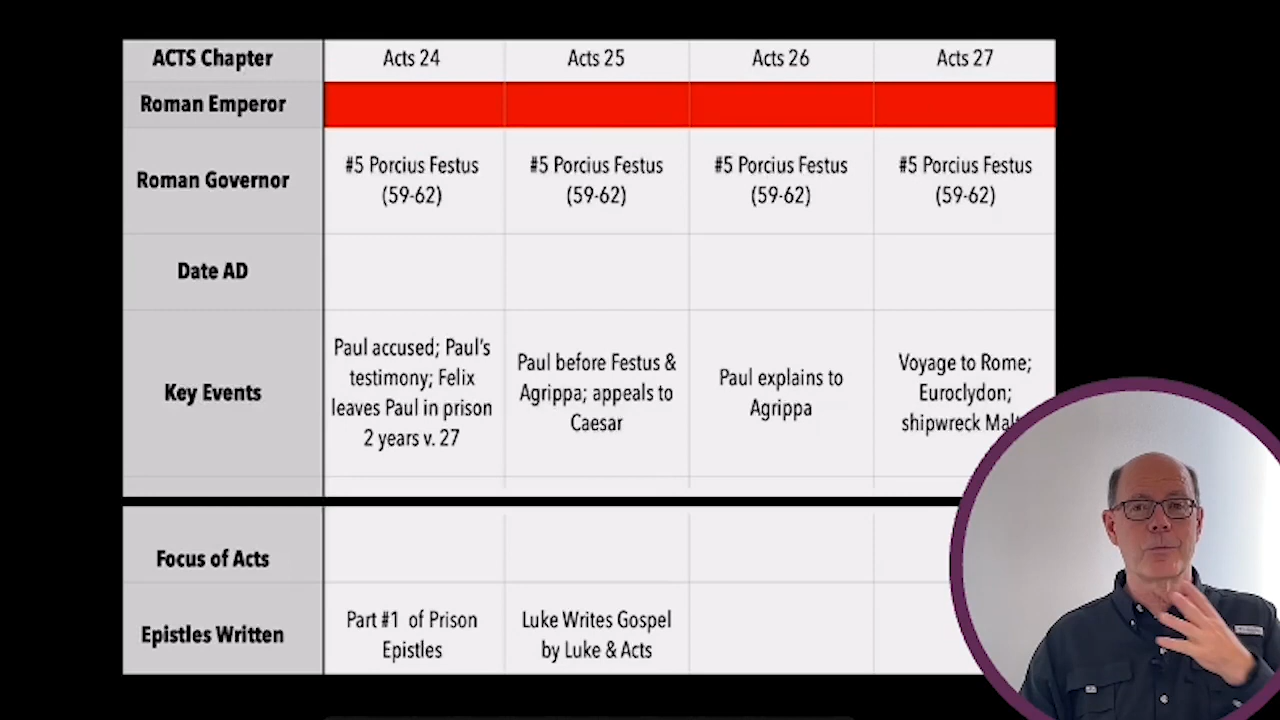 ACTS Chapter Acts 24 Acts 25 Acts 26 Acts 27
Roman Emperor
Roman Governor
#5 Porcius Festus
(59-62)
#5 Porcius Festus
(59-62)
#5 Porcius Festus
(59-62)
#5 Porcius Festus
(59-62)
Date AD
Key Events
Paul accused; Paul's
testimony; Felix
leaves Paul in prison
2 years v. 27
Paul before Festus &
Agrippa; appeals to
Caesar
Paul explains to
Agrippa
Voyage to Rome;
Euroclydon;
shipwreck
Focus of Acts
Epistles Written
Part #1 of Prison
Epistles
Luke Writes Gospel
by Luke & Acts